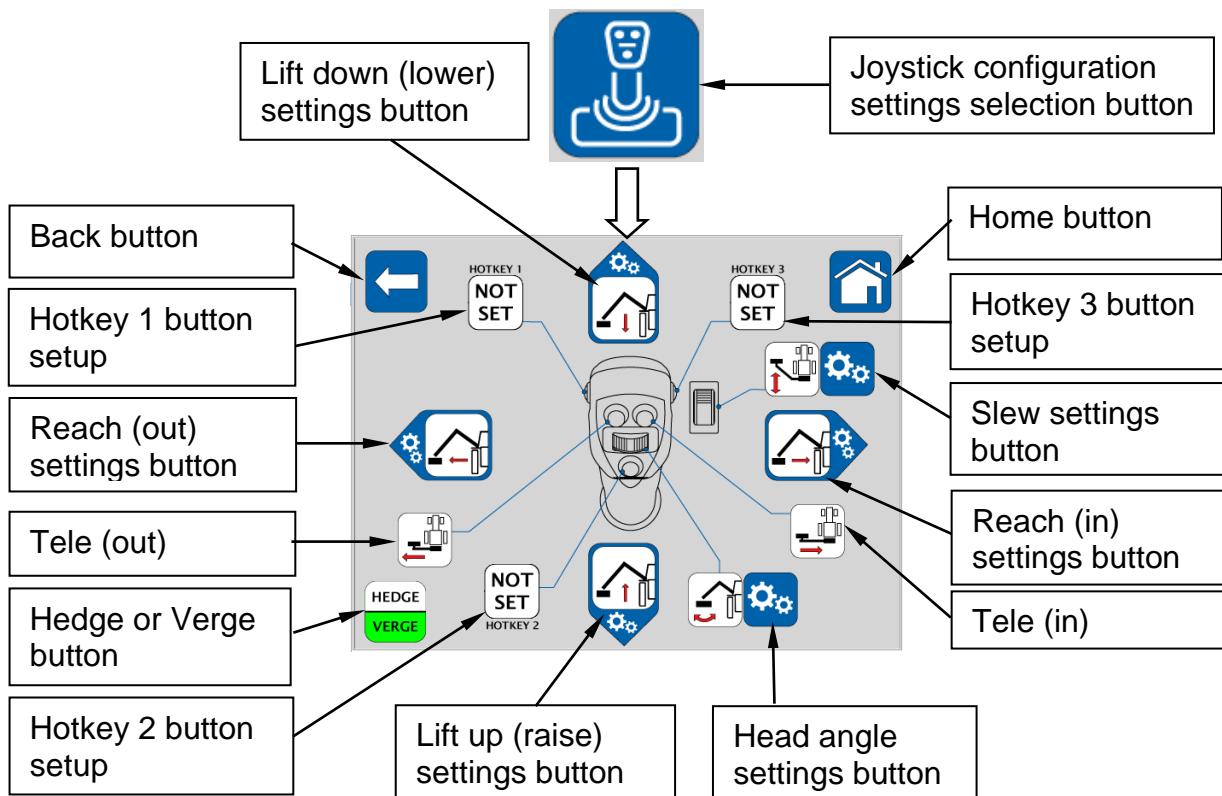 Lift down (lower)
settings button
Joystick configuration
settings selection button
Back button
Home button
Hotkey 1 button
setup
HOTKEY 1
NOT
SET
HOTKEY 3
NOT
SET
Hotkey 3 button
setup
Reach (out)
settings button
Slew settings
button
Tele (out)
Reach (in)
settings button
Hedge or Verge
button
HEDGE
VERGE
NOT
SET
HOTKEY 2
Tele (in)
Hotkey 2 button
setup
Lift up (raise)
settings button
Head angle
settings button